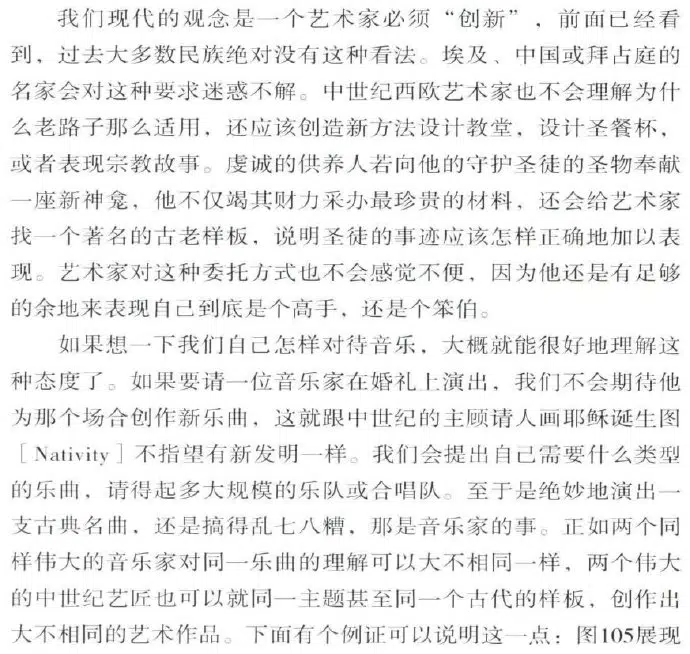 我们现代的观念是一个艺术家必须“创新”，前面已经看
到，过去大多数民族绝对没有这种看法。埃及、中国或拜占庭的
名家会对这种要求迷惑不解。中世纪西欧艺术家也不会理解为什
么老路子那么适用，还应该创造新方法设计教堂，设计圣餐杯，
或者表现宗教故事。虔诚的供养人若向他的守护圣徒的圣物奉献
一座新神龛，他不仅竭其财力采办最珍贵的材料，还会给艺术家
找一个著名的古老样板，说明圣徒的事迹应该怎样正确地加以表
现。艺术家对这种委托方式也不会感觉不便，因为他还是有足够
的余地来表现自己到底是个高手，还是个笨伯。
如果想一下我们自己怎样对待音乐，大概就能很好地理解这
种态度了。如果要请一位音乐家在婚礼上演出，我们不会期待他
为那个场合创作新乐曲，这就跟中世纪的主顾请人画耶稣诞生图
［Nativity］不指望有新发明一样。我们会提出自己需要什么类型
的乐曲，请得起多大规模的乐队或合唱队。至于是绝妙地演出一
支古典名曲，还是搞得乱七八糟，那是音乐家的事。正如两个同
样伟大的音乐家对同一乐曲的理解可以大不相同一样，两个伟大
的中世纪艺匠也可以就同一主题甚至同一个古代的样板，创作出
大不相同的艺术作品。下面有个例证可以说明这一点：图105展现